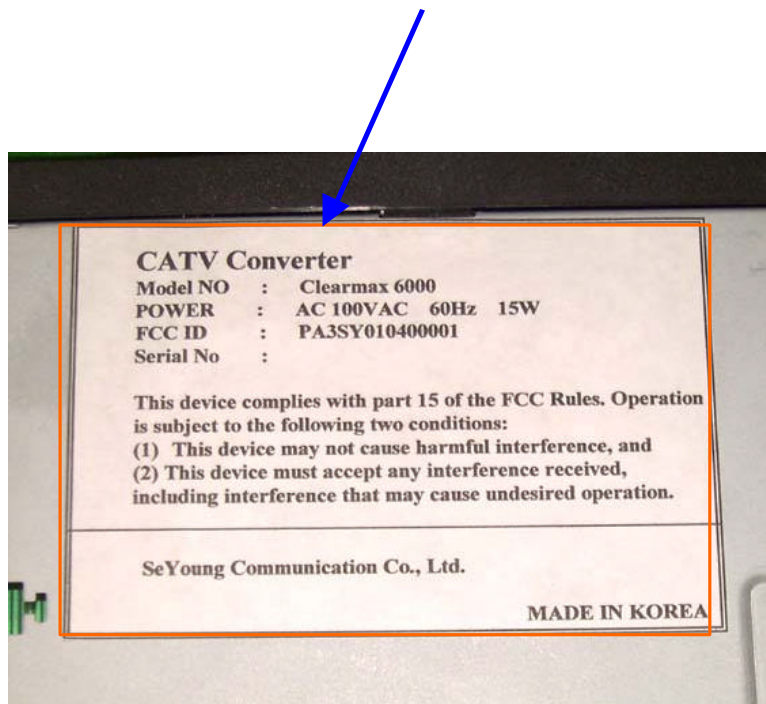 CATV Converter
Model NO : Clearmax 6000
POWER : AC 100VAC 60Hz 15W
FCC ID : PA3SY010400001
Serial No :
This device complies with part 15 of the FCC Rules. Operation
is subject to the following two conditions:
(1) This device may not cause harmful interference, and
(2) This device must accept any interference received,
including interference that may cause undesired operation.
SeYoung Communication Co., Ltd.
MADE IN KOREA